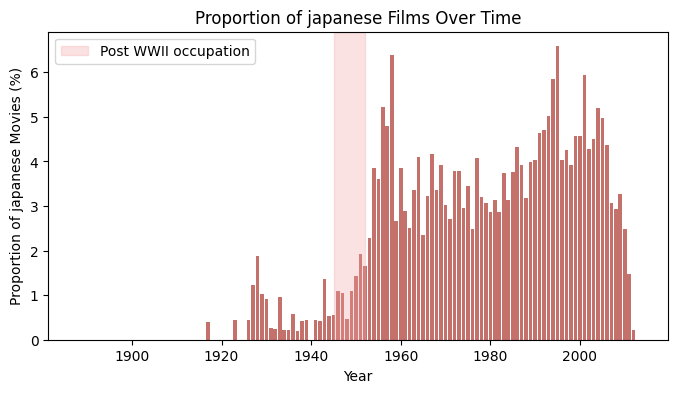 Proportion of japanese Films Over Time
Post WWII occupation
Proportion of japanese Movies (%)
6
5
4
3
2
1
0
1900 1920 1940 1960 1980 2000
Year